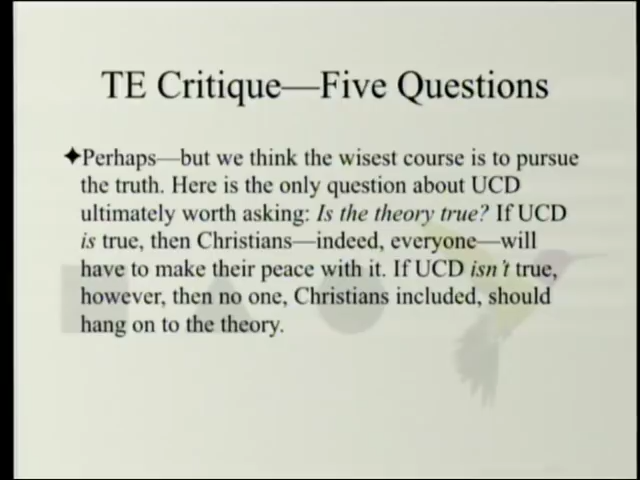 TE Critique—Five Questions
✦Perhaps—but we think the wisest course is to pursue
the truth. Here is the only question about UCD
ultimately worth asking: Is the theory true? If UCD
is true, then Christians—indeed, everyone—will
have to make their peace with it. If UCD isn't true,
however, then no one, Christians included, should
hang on to the theory.